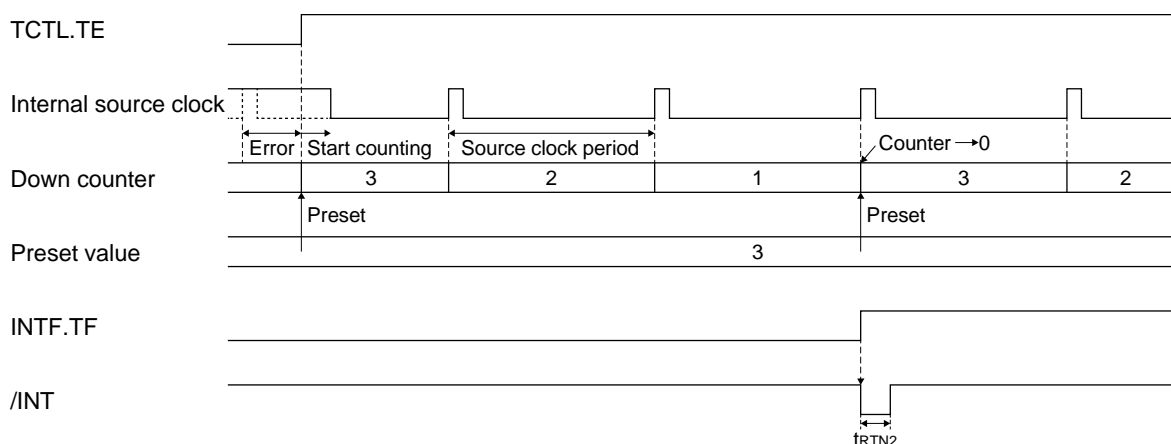 TCTL.TE
Internal source clock
Error Start counting Source clock period Counter →0
Down counter 3 2 1 3 2
Preset Preset
Preset value 3
INTF.TF
/INT
tRTN2